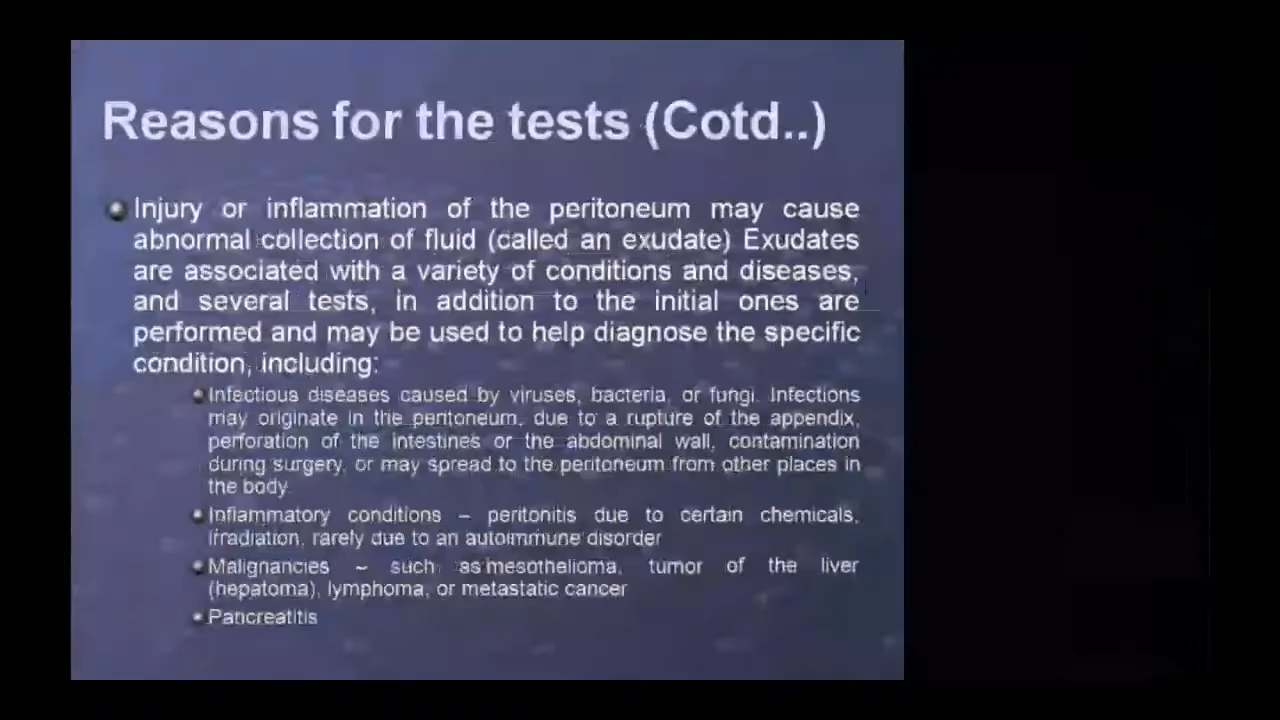 Reasons for the tests (Cotd..)
Injury or inflammation of the peritoneum may cause
abnormal collection of fluid (called an exudate) Exudates
are associated with a variety of conditions and diseases,
and several tests, in addition to the initial ones are
performed and may be used to help diagnose the specific
condition, including:
Infectious diseases caused by viruses, bacteria, or fungi. Infections
may originate in the peritoneum, due to a rupture of the appendix,
perforation of the intestines or the abdominal wall, contamination
during surgery, or may spread to the peritoneum from other places in
the body.
Inflammatory conditions – peritonitis due to certain chemicals,
irradiation, rarely due to an autoimmune disorder
Malignancies – such as mesothelioma, tumor of the liver
(hepatoma), lymphoma, or metastatic cancer
Pancreatitis